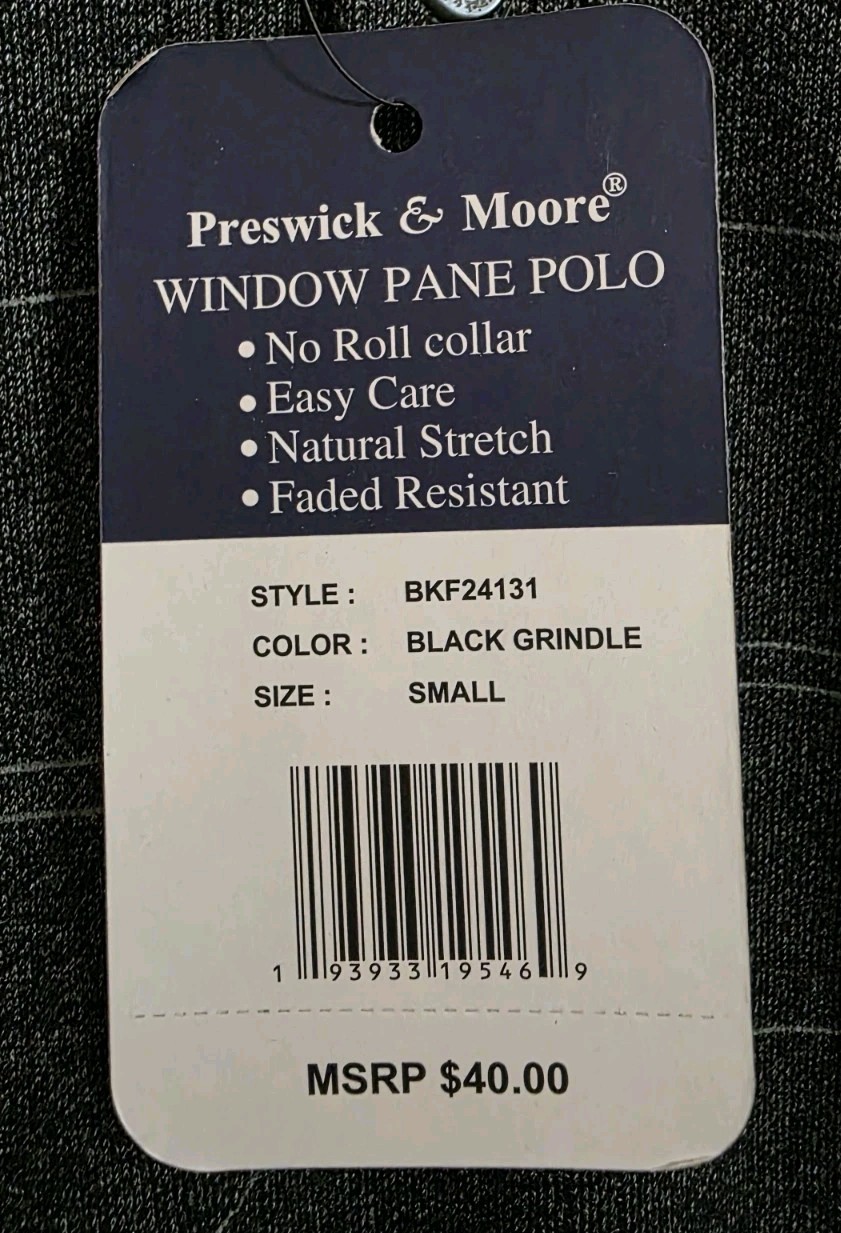 Preswick & Moore®
WINDOW PANE POLO
• No Roll collar
• Easy Care
• Natural Stretch
• Faded Resistant
STYLE : BKF24131
COLOR : BLACK GRINDLE
SIZE : SMALL
1 93933 19546 9
MSRP $40.00